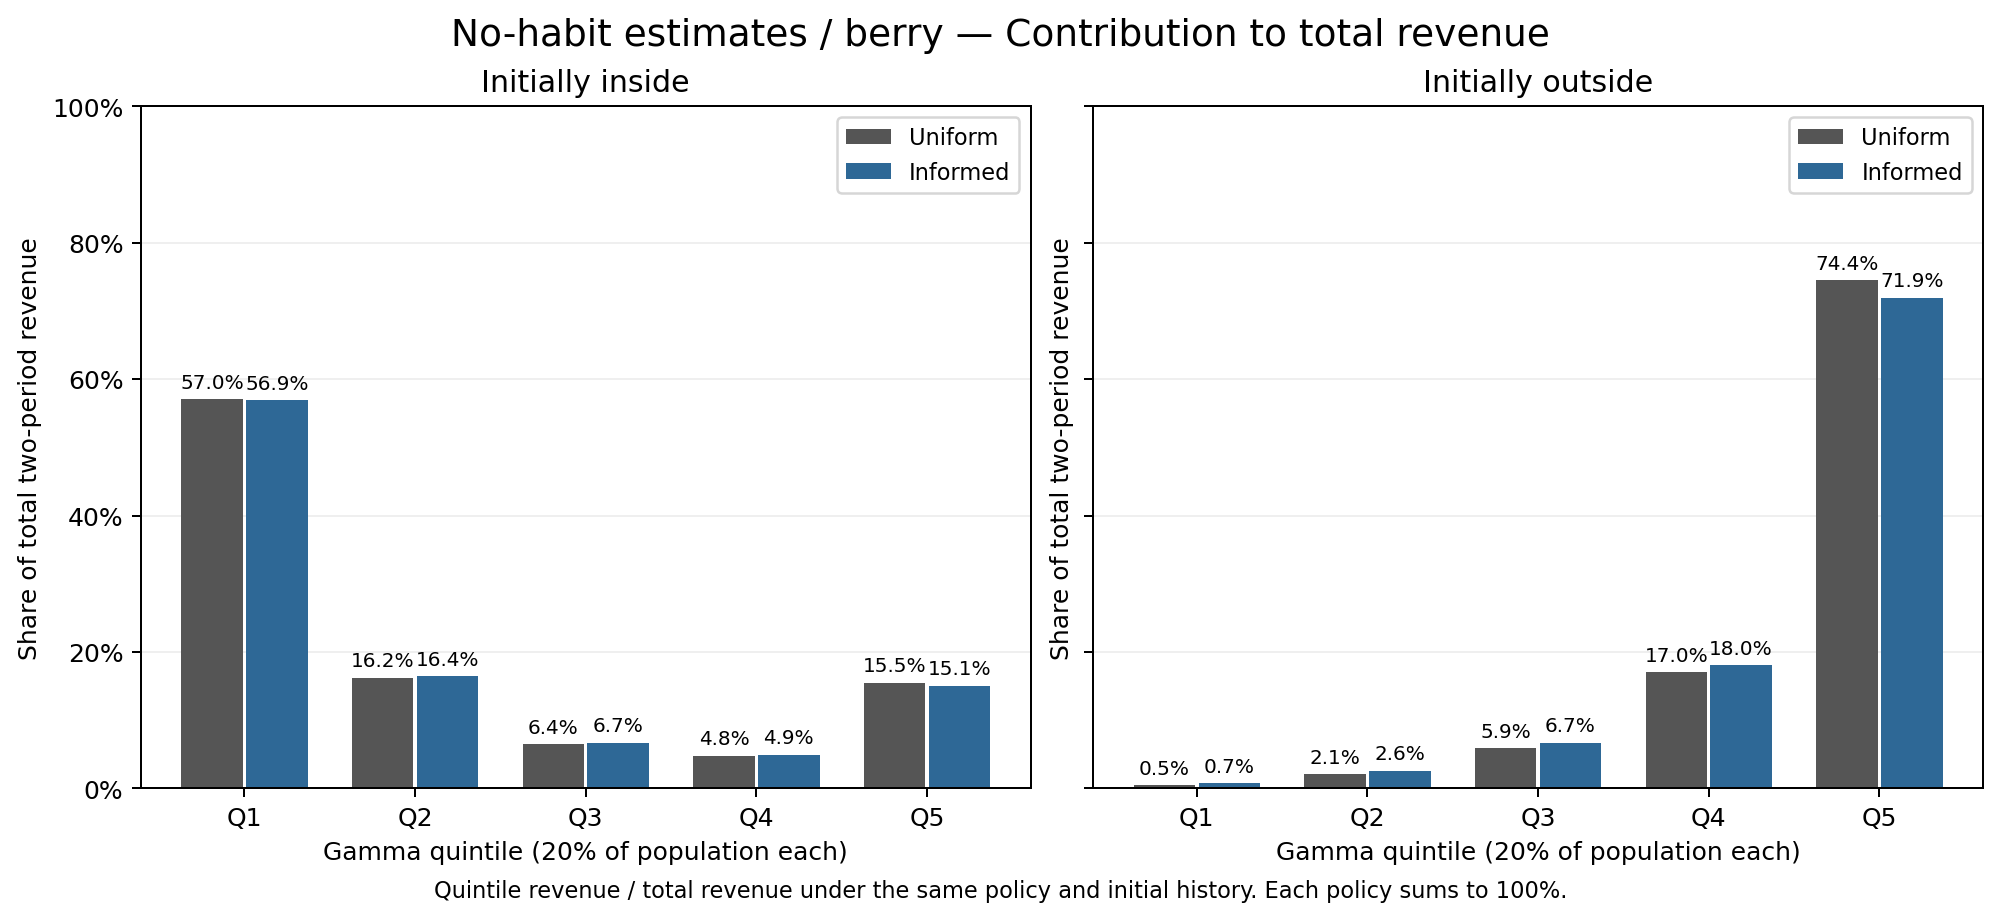 No-habit estimates / berry — Contribution to total revenue
Initially inside
Share of total two-period revenue
100%
80%
60%
40%
20%
0%
Uniform
Informed
57.0% 56.9%
16.2% 16.4%
6.4% 6.7%
4.8% 4.9%
15.5% 15.1%
Q1 Q2 Q3 Q4 Q5
Gamma quintile (20% of population each)
Initially outside
Share of total two-period revenue
Uniform
Informed
0.5% 0.7%
2.1% 2.6%
5.9% 6.7%
17.0% 18.0%
74.4% 71.9%
Q1 Q2 Q3 Q4 Q5
Gamma quintile (20% of population each)
Quintile revenue / total revenue under the same policy and initial history. Each policy sums to 100%.